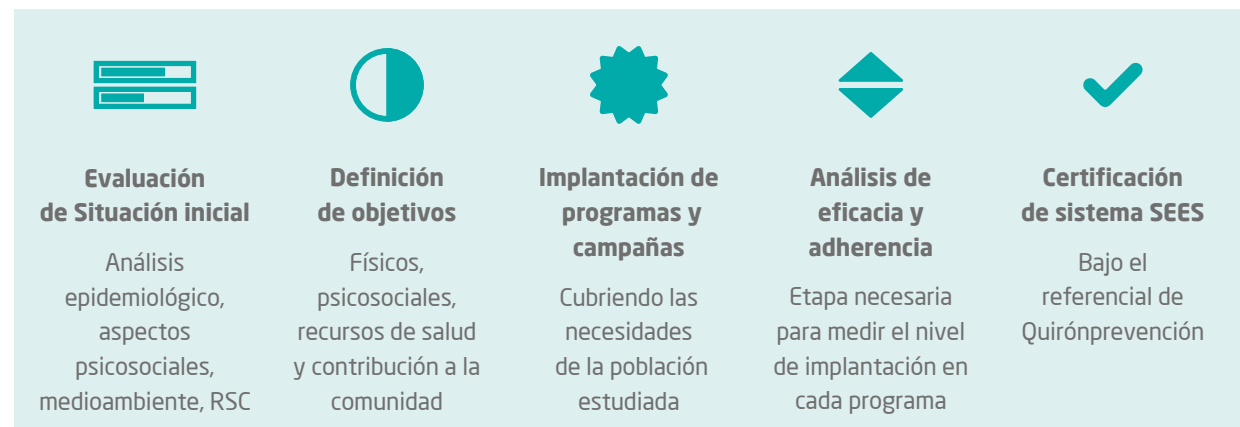 Evaluación
de Situación inicial
Análisis
epidemiológico,
aspectos
psicosociales,
medioambiente, RSC
Definición
de objetivos
Físicos,
psicosociales,
recursos de salud
y contribución a la
comunidad
Implantación de
programas y
campañas
Cubriendo las
necesidades
de la población
estudiada
Análisis de
eficacia y
adherencia
Etapa necesaria
para medir el nivel
de implantación en
cada programa
Certificación
de sistema SEES
Bajo el
referencial de
Quirónprevención